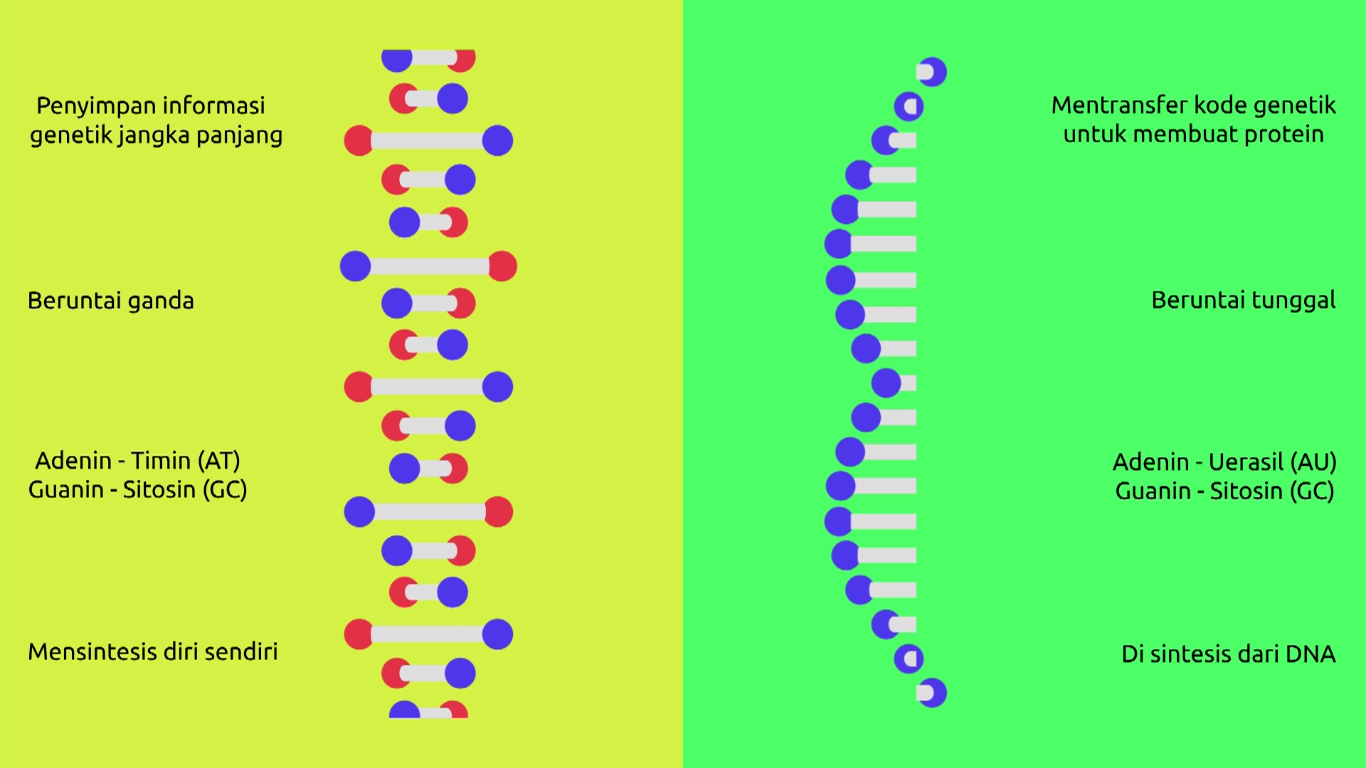 Penyimpan informasi
genetik jangka panjang
Beruntai ganda
Adenin - Timin (AT)
Guanin - Sitosin (GC)
Mensintesis diri sendiri
Mentransfer kode genetik
untuk membuat protein
Beruntai tunggal
Adenin - Uerasil (AU)
Guanin - Sitosin (GC)
Di sintesis dari DNA